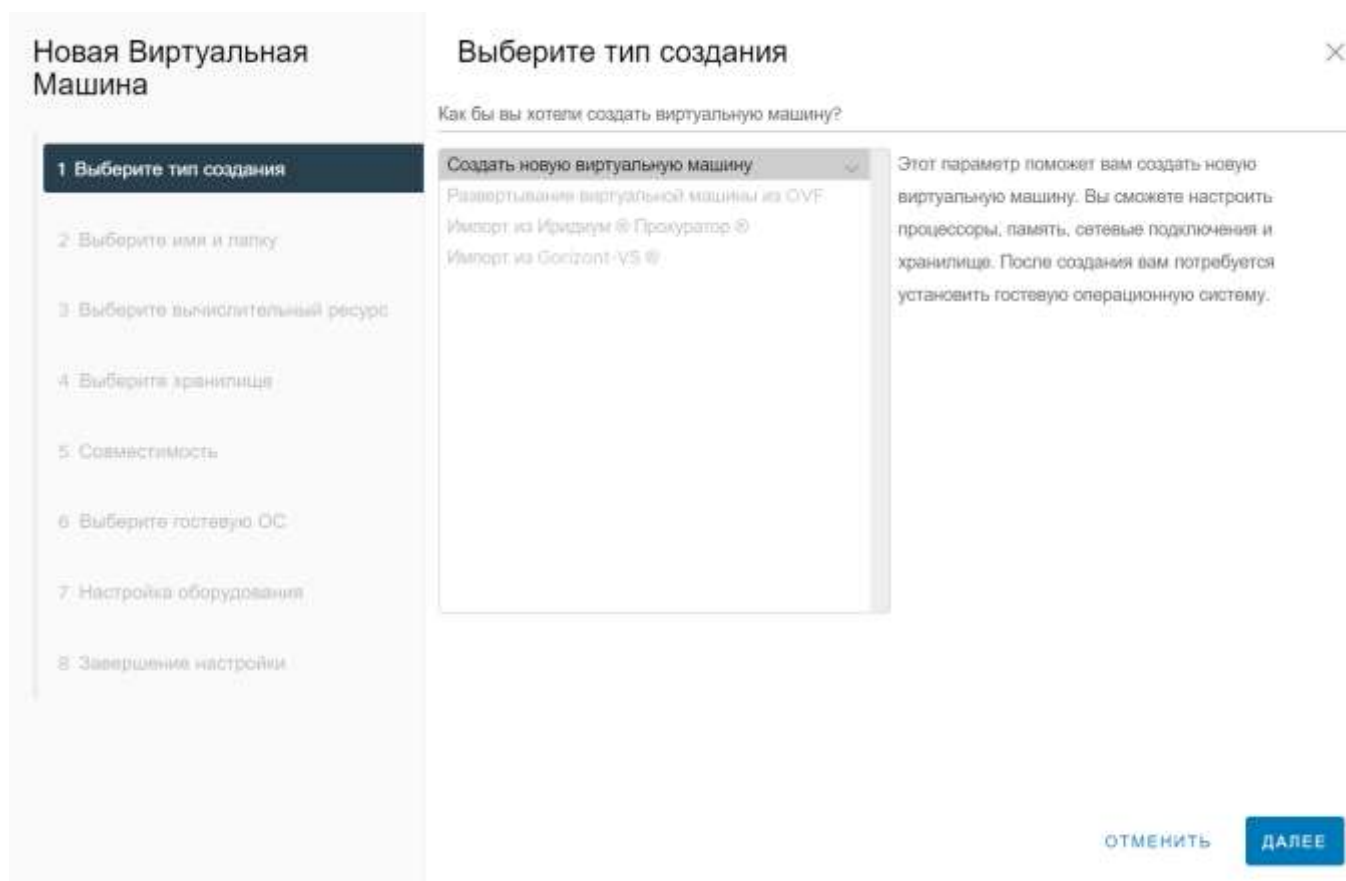 Новая Виртуальная
Машина
1 Выберите тип создания
2 Выберите имя и папку
3 Выберите вычислительный ресурс
4 Выберите хранилище
5 Совместимость
6 Выберите гостевую ОС
7 Настройка оборудования
8 Завершение настройки
Выберите тип создания
Как бы вы хотели создать виртуальную машину?
Создать новую виртуальную машину
Развертывание виртуальной машины из OVF
Импорт из Иридиум ® Прокуратор ®
Импорт из Gorizont-VS ®
Этот параметр поможет вам создать новую
виртуальную машину. Вы сможете настроить
процессоры, память, сетевые подключения и
хранилище. После создания вам потребуется
установить гостевую операционную систему.
ОТМЕНИТЬ
ДАЛЕЕ